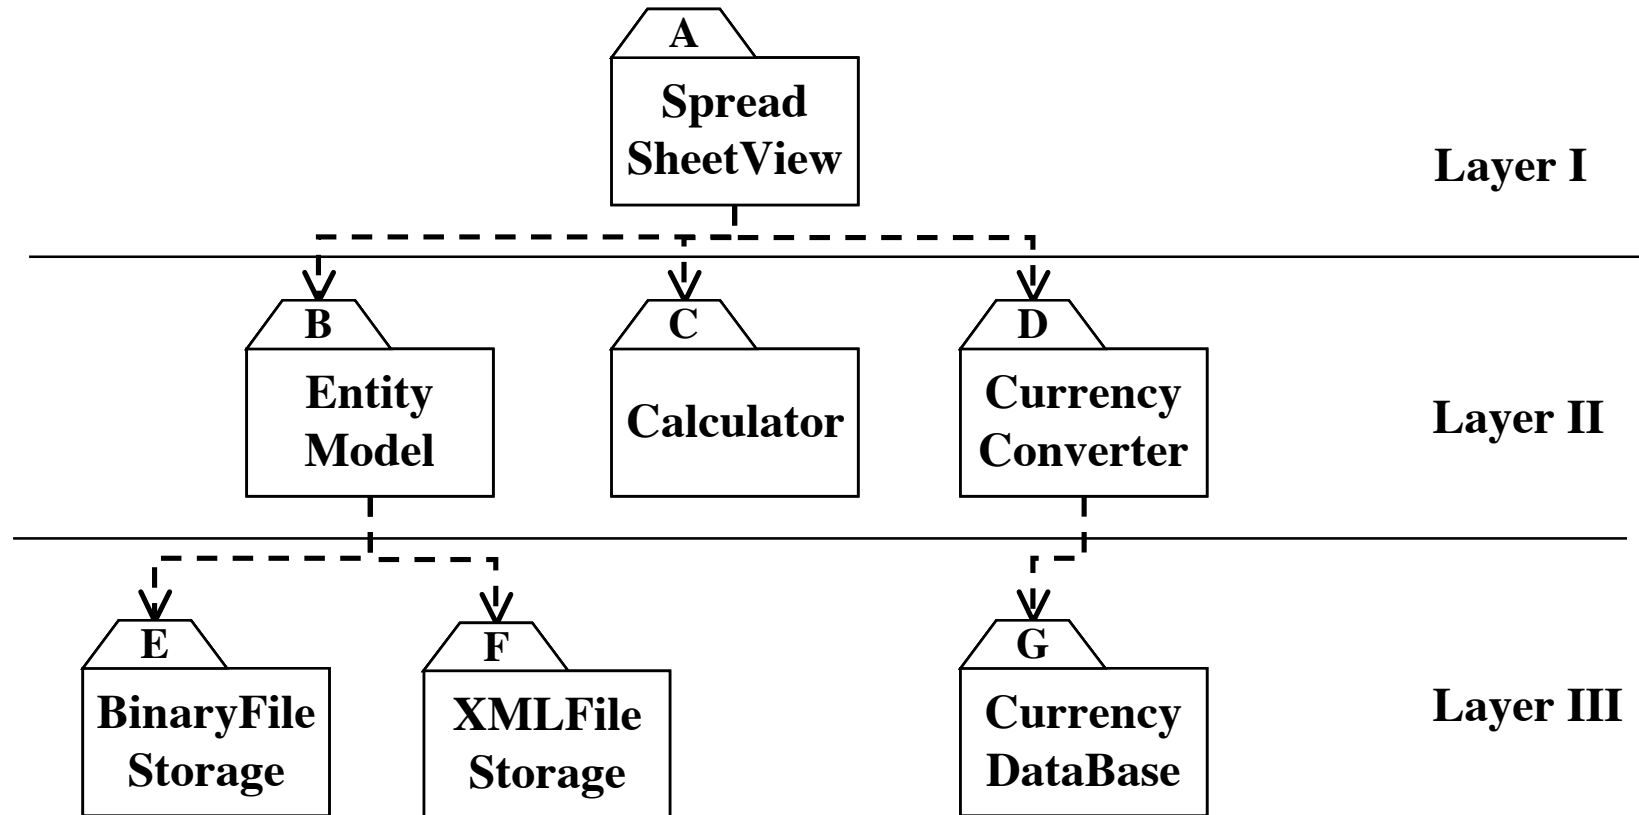 A
Spread
SheetView
Layer I
B
Entity
Model
C
Calculator
D
Currency
Converter
Layer II
E
BinaryFile
Storage
F
XMLFile
Storage
G
Currency
DataBase
Layer III